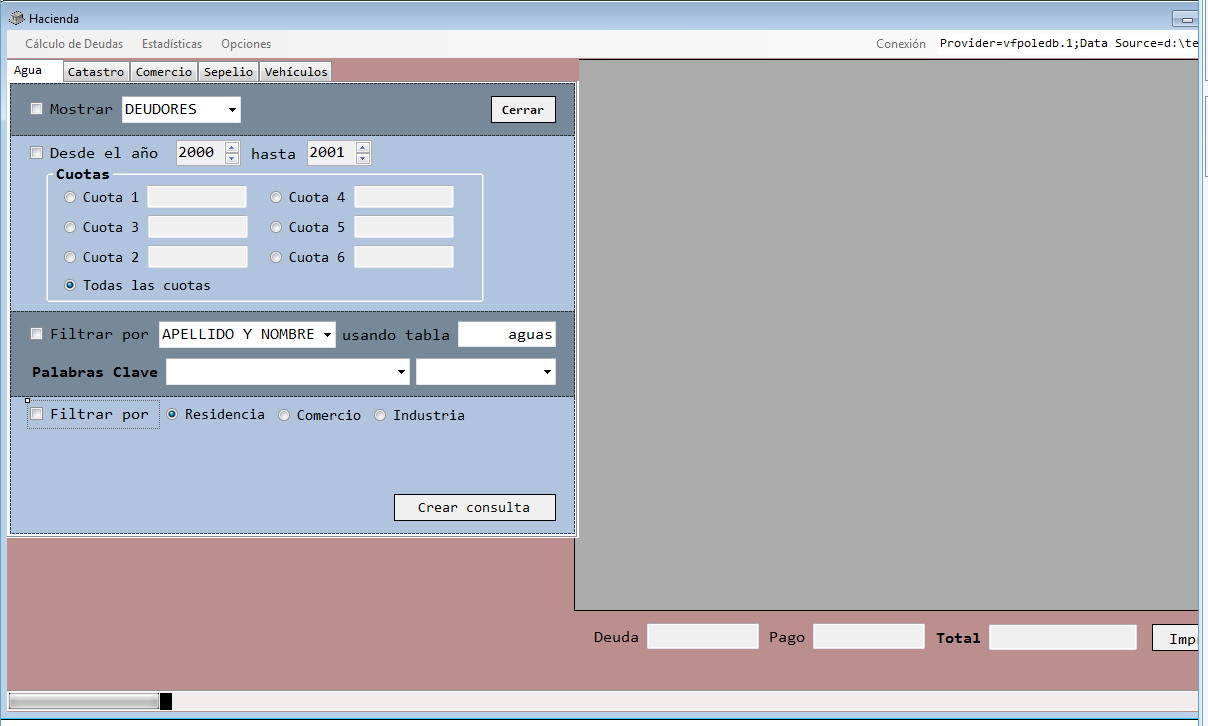 Hacienda
Cálculo de Deudas Estadísticas Opciones Conexión Provider=vfpoledb.1;Data Source=d:\te
Agua Catastro Comercio Sepelio Vehículos
Mostrar DEUDORES Cerrar
Desde el año 2000 hasta 2001
Cuotas
Cuota 1 Cuota 4
Cuota 3 Cuota 5
Cuota 2 Cuota 6
Todas las cuotas
Filtrar por APELLIDO Y NOMBRE usando tabla aguas
Palabras Clave
Filtrar por Residencia Comercio Industria
Crear consulta
Deuda Pago Total Impr